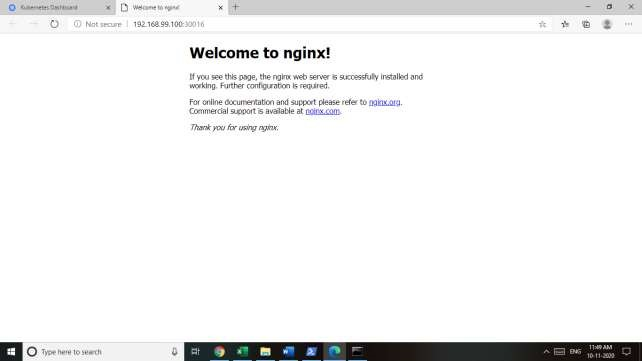 Kubernetes Dashboard
Welcome to nginx!
Not secure
192.168.99.100:30016
Welcome to nginx!
If you see this page, the nginx web server is successfully installed and
working. Further configuration is required.
For online documentation and support please refer to nginx.org.
Commercial support is available at nginx.com.
Thank you for using nginx.
Type here to search
ENG
11:49 AM
10-11-2020